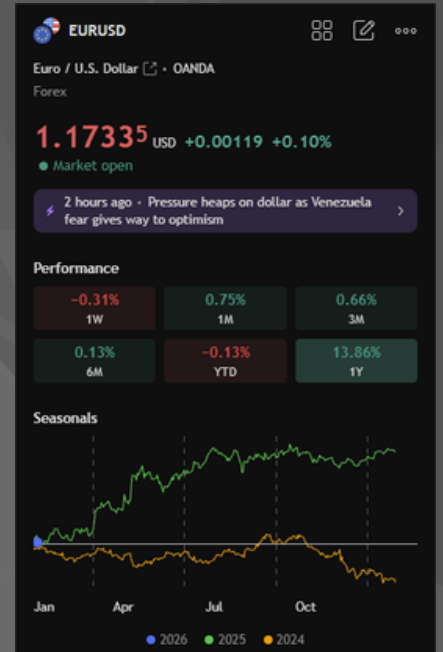 EURUSD
Euro / U.S. Dollar • OANDA
Forex
1.17335 USD +0.00119 +0.10%
Market open
2 hours ago • Pressure heaps on dollar as Venezuela
fear gives way to optimism
Performance
−0.31% 0.75% 0.66%
1W 1M 3M
0.13% −0.13% 13.86%
6M YTD 1Y
Seasonals
Jan Apr Jul Oct
2026 2025 2024